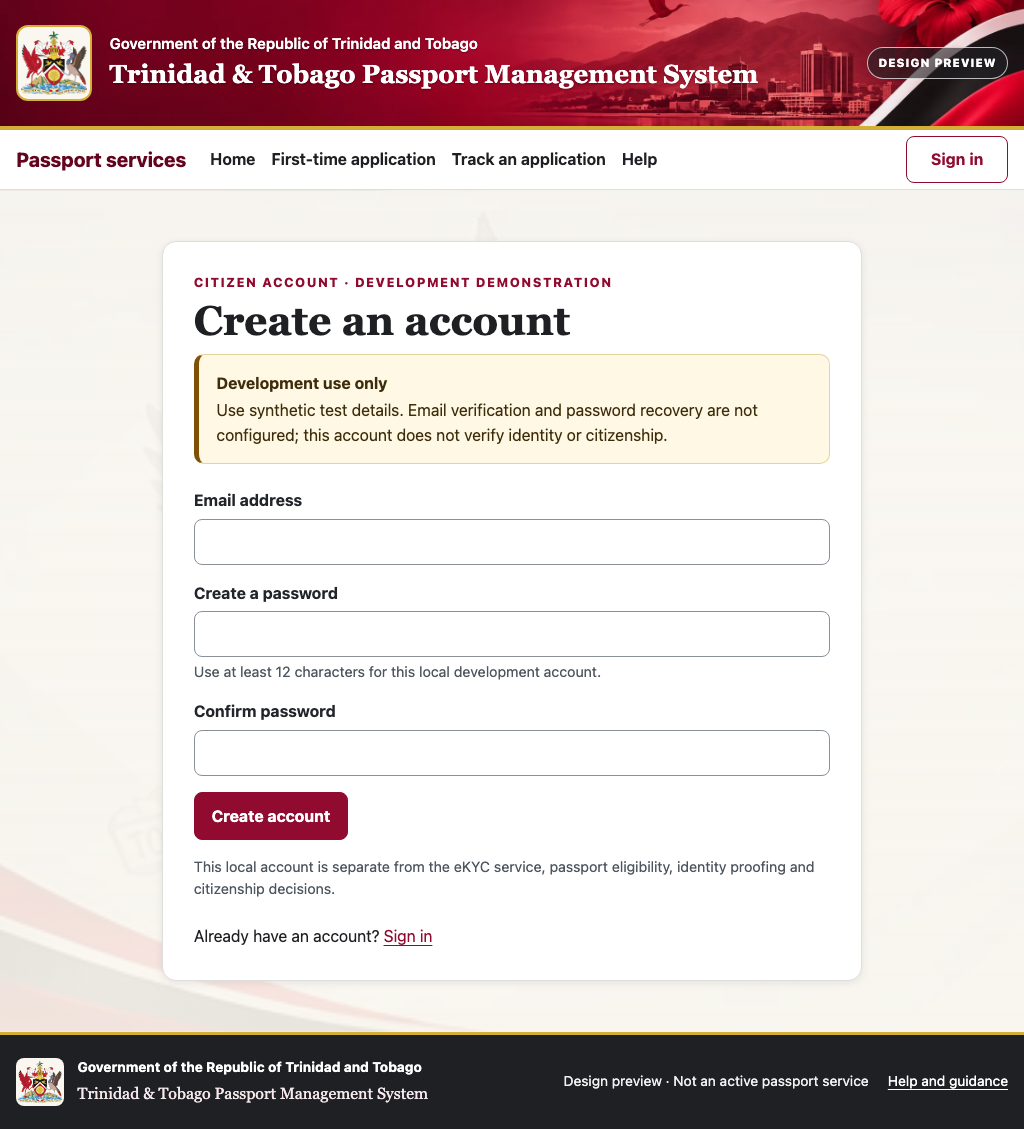 Government of the Republic of Trinidad and Tobago
Trinidad & Tobago Passport Management System
DESIGN PREVIEW
Passport services
Home
First-time application
Track an application
Help
Sign in
CITIZEN ACCOUNT · DEVELOPMENT DEMONSTRATION
Create an account
Development use only
Use synthetic test details. Email verification and password recovery are not
configured; this account does not verify identity or citizenship.
Email address
Create a password
Use at least 12 characters for this local development account.
Confirm password
Create account
This local account is separate from the eKYC service, passport eligibility, identity proofing and
citizenship decisions.
Already have an account? Sign in
Government of the Republic of Trinidad and Tobago
Trinidad & Tobago Passport Management System
Design preview · Not an active passport service
Help and guidance